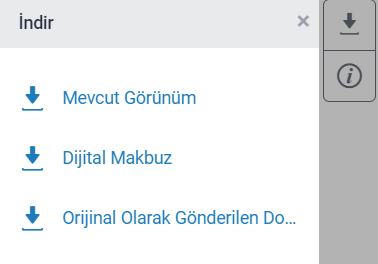 İndir
Mevcut Görünüm
Dijital Makbuz
Orijinal Olarak Gönderilen Do...